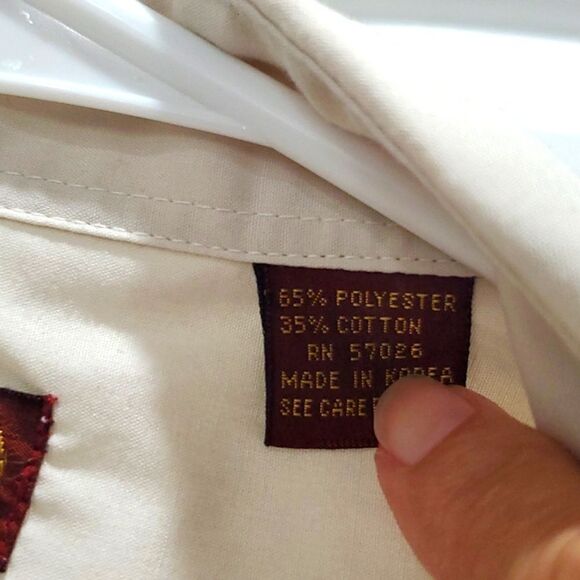 65% POLYESTER
35% COTTON
RN 57026
MADE IN KOREA
SEE CARE